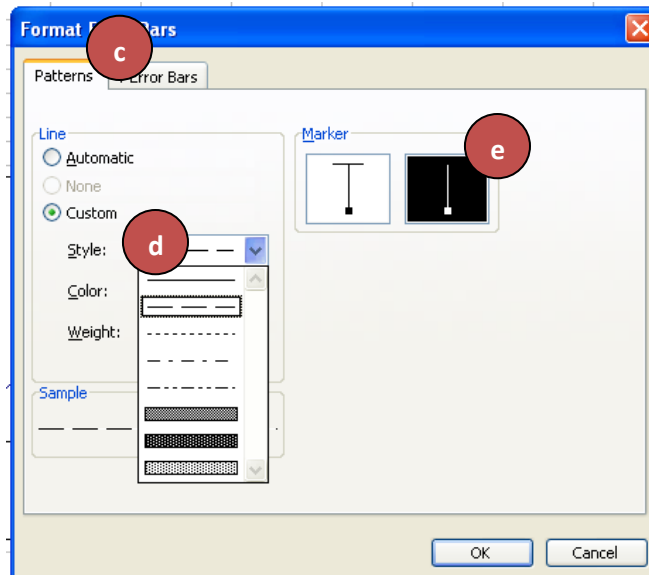 Format Bars
c
Patterns Error Bars
Line
Automatic
None
Custom
Style:
d
Color:
Weight:
Sample
Marker
e
OK Cancel